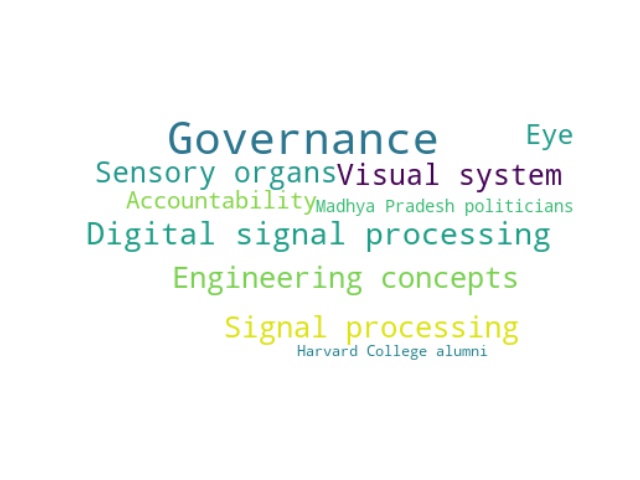 Governance
Eye
Sensory organs
Visual system
Accountability
Madhya Pradesh politicians
Digital signal processing
Engineering concepts
Signal processing
Harvard College alumni